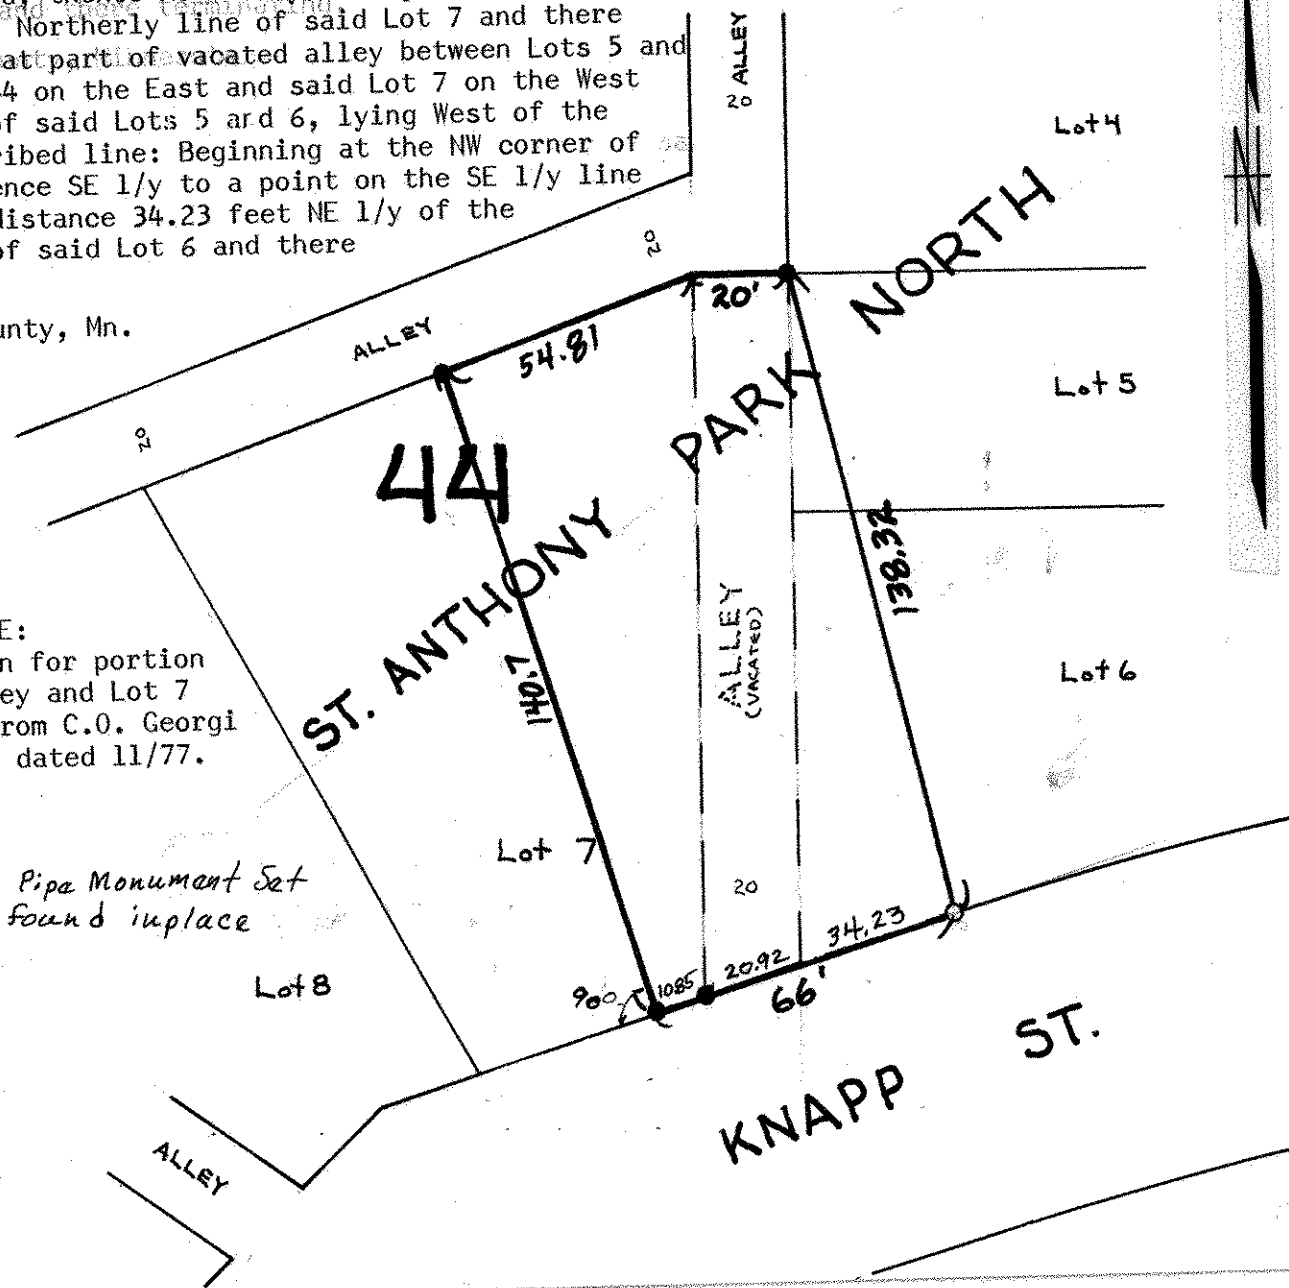 Northerly line of said Lot 7 and there
at part of vacated alley between Lots 5 and
4 on the East and said Lot 7 on the West
f said Lots 5 ard 6, lying West of the
ibed line: Beginning at the NW corner of
ence SE l/y to a point on the SE l/y line
distance 34.23 feet NE l/y of the
of said Lot 6 and there
unty, Mn.
20 ALLEY
Lot 4
20
20'
ALLEY
54.81
20
44
ST. ANTHONY PARK NORTH
Lot 5
138.32
ALLEY
(VACATED)
Lot 6
E:
n for portion
ey and Lot 7
rom C.O. Georgi
dated 11/77.
140.7
Lot 7
Pipe Monument Set
found inplace
20
Lot 8
90°
10.85
20.92
34.23
66'
KNAPP ST.
ALLEY